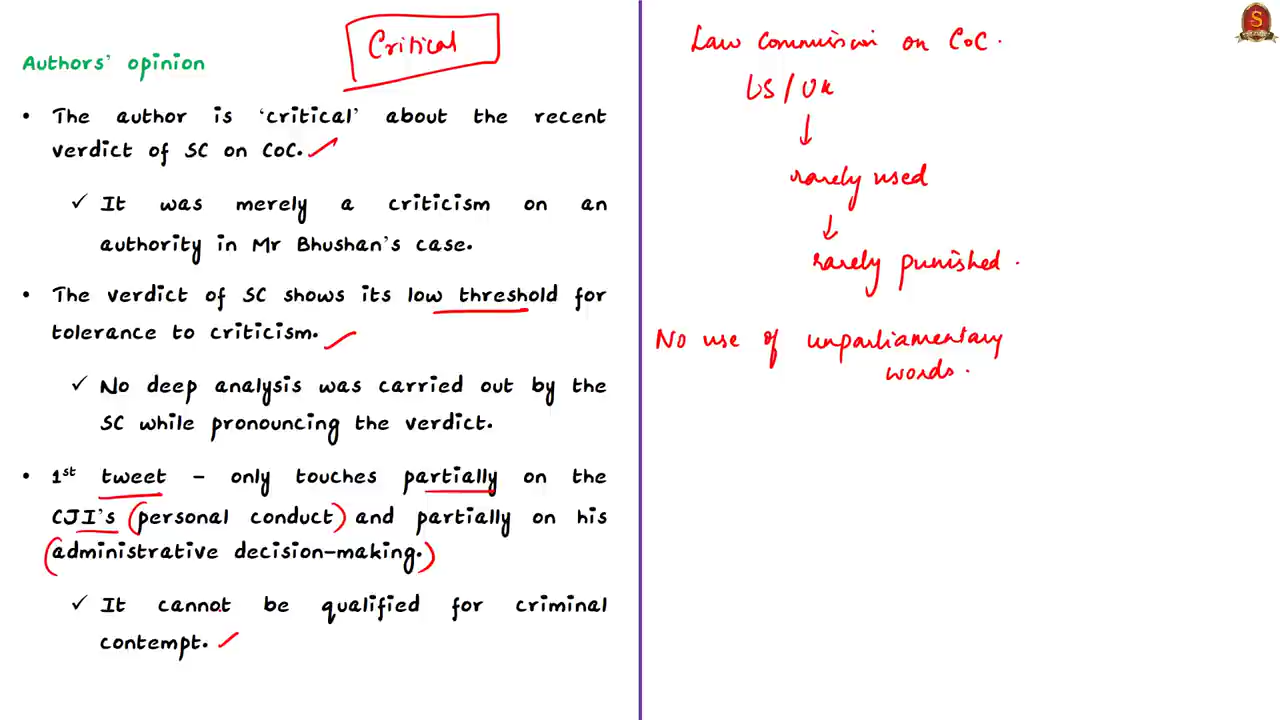 Critical
Authors' opinion
• The author is 'critical' about the recent
verdict of SC on CoC.
✓ It was merely a criticism on an
authority in Mr Bhushan's case.
• The verdict of SC shows its low threshold for
tolerance to criticism.
✓ No deep analysis was carried out by the
SC while pronouncing the verdict.
• 1st tweet – only touches partially on the
CJI's (personal conduct) and partially on his
(administrative decision-making.)
✓ It cannot be qualified for criminal
contempt.
Law Commission on CoC.
US/UK
↓
rarely used
↓
rarely punished.
No use of unparliamentary
words.
S